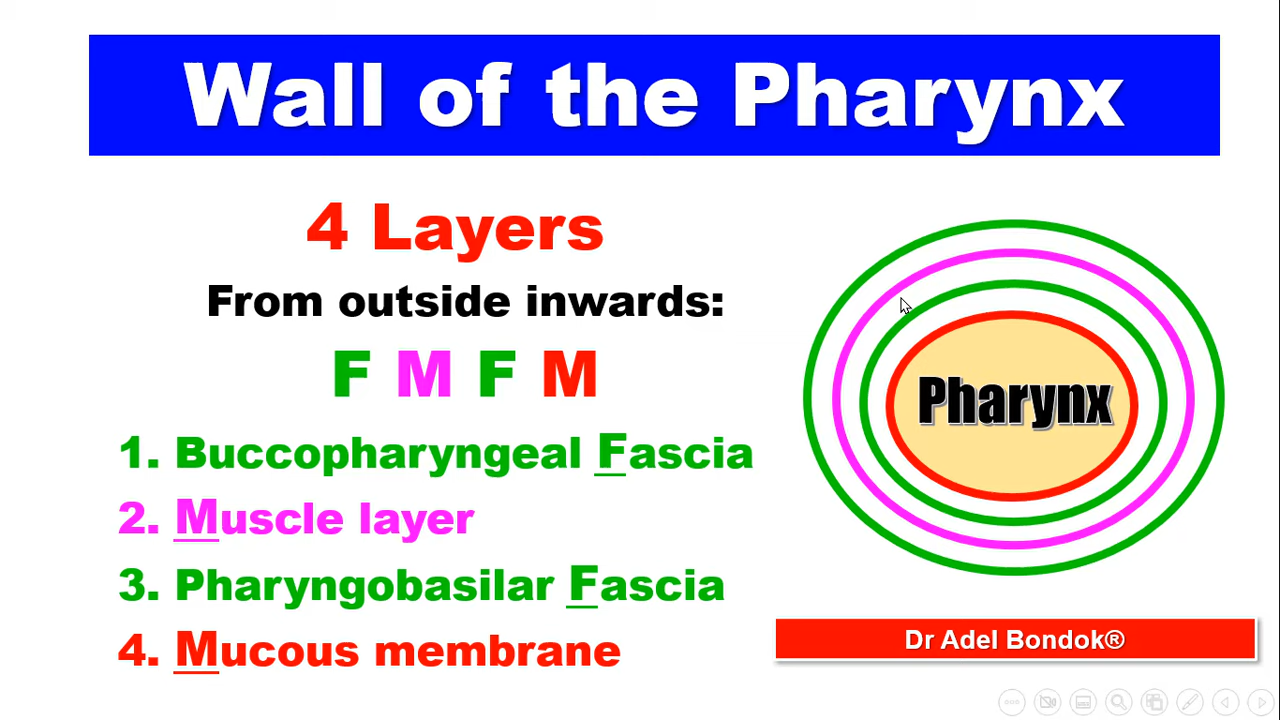 Wall of the Pharynx
4 Layers
From outside inwards:
F M F M
1. Buccopharyngeal Fascia
2. Muscle layer
3. Pharyngobasilar Fascia
4. Mucous membrane
Pharynx
Dr Adel Bondok®